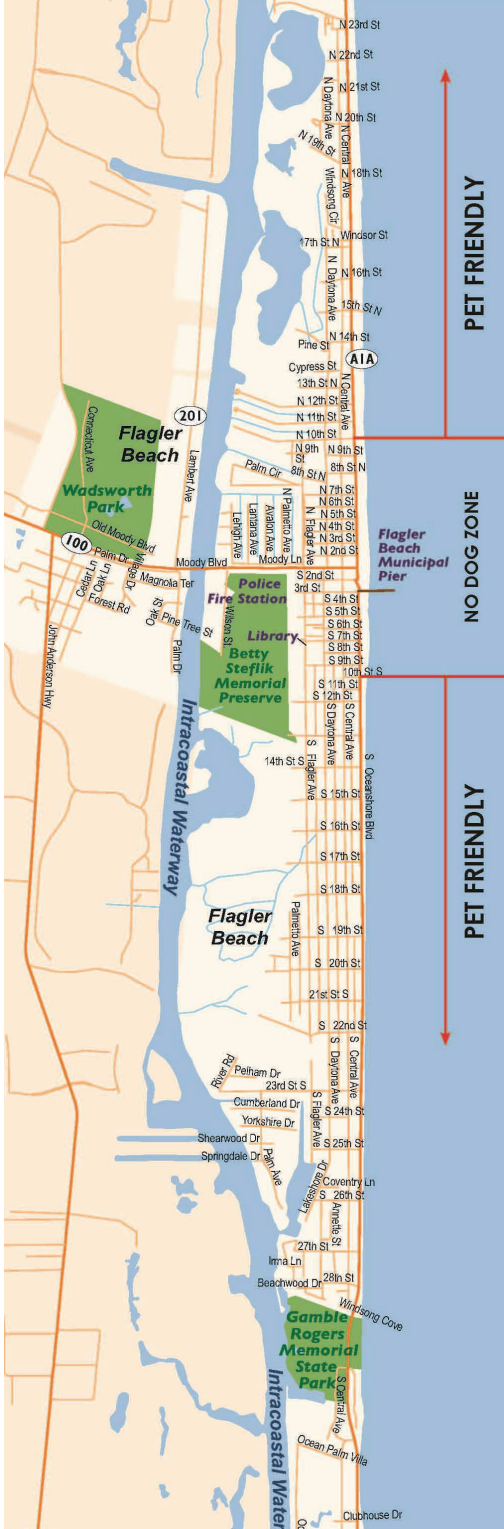 N 23rd St
N 22nd St
N 21st St
N Daytona Ave
N 20th St
N Central Ave
N 19th St
N 18th St
Windsong Cir
Windsor St
17th St N
N 16th St
N Daytona Ave
15th St N
N 14th St
Pine St
A1A
PET FRIENDLY
Cypress St
13th St N
N Central Ave
N 12th St
N 11th St
N 10th St
201
Connecticut Ave
Flagler
Beach
Lambert Ave
N 9th
St
N 9th St
Palm Cir
8th St N
8th St N
Wadsworth
Park
N 7th St
N 6th St
N 5th St
N 4th St
N 3rd St
N 2nd St
N Palmetto Ave
N Flagler Ave
Lehigh Ave
Lantana Ave
Avalon Ave
Moody Ln
NO DOG ZONE
Flagler
Beach
Municipal
Pier
Old Moody Blvd
100
Palm Dr
Village Dr
Moody Blvd
Cedar Ln
Oak Ln
Magnolia Ter
Forest Rd
Oak St
Pine Tree St
Palm Dr
John Anderson Hwy
Police
Fire Station
Wilson St
Library
Betty
Steflik
Memorial
Preserve
S 2nd St
3rd St
S 4th St
S 5th St
S 6th St
S 7th St
S 8th St
S 9th St
10th St S
S 11th St
S 12th St
S Daytona Ave
S Central Ave
Intracoastal Waterway
14th St S
S Flagler Ave
S Oceanshore Blvd
S 15th St
S 16th St
S 17th St
S 18th St
PET FRIENDLY
Flagler
Beach
Palmetto Ave
S 19th St
S 20th St
21st St S
S 22nd St
S Daytona Ave
S Central Ave
River Rd
Pelham Dr
23rd St S
Cumberland Dr
S Flagler Ave
S 24th St
Yorkshire Dr
Shearwood Dr
S 25th St
Springdale Dr
Palm Ave
Lakeshore Dr
Coventry Ln
S 26th St
Annette St
27th St
Irma Ln
28th St
Beachwood Dr
Windsong Cove
Gamble
Rogers
Memorial
State
Park
S Central Ave
Intracoastal Water
Ocean Palm Villa
Clubhouse Dr